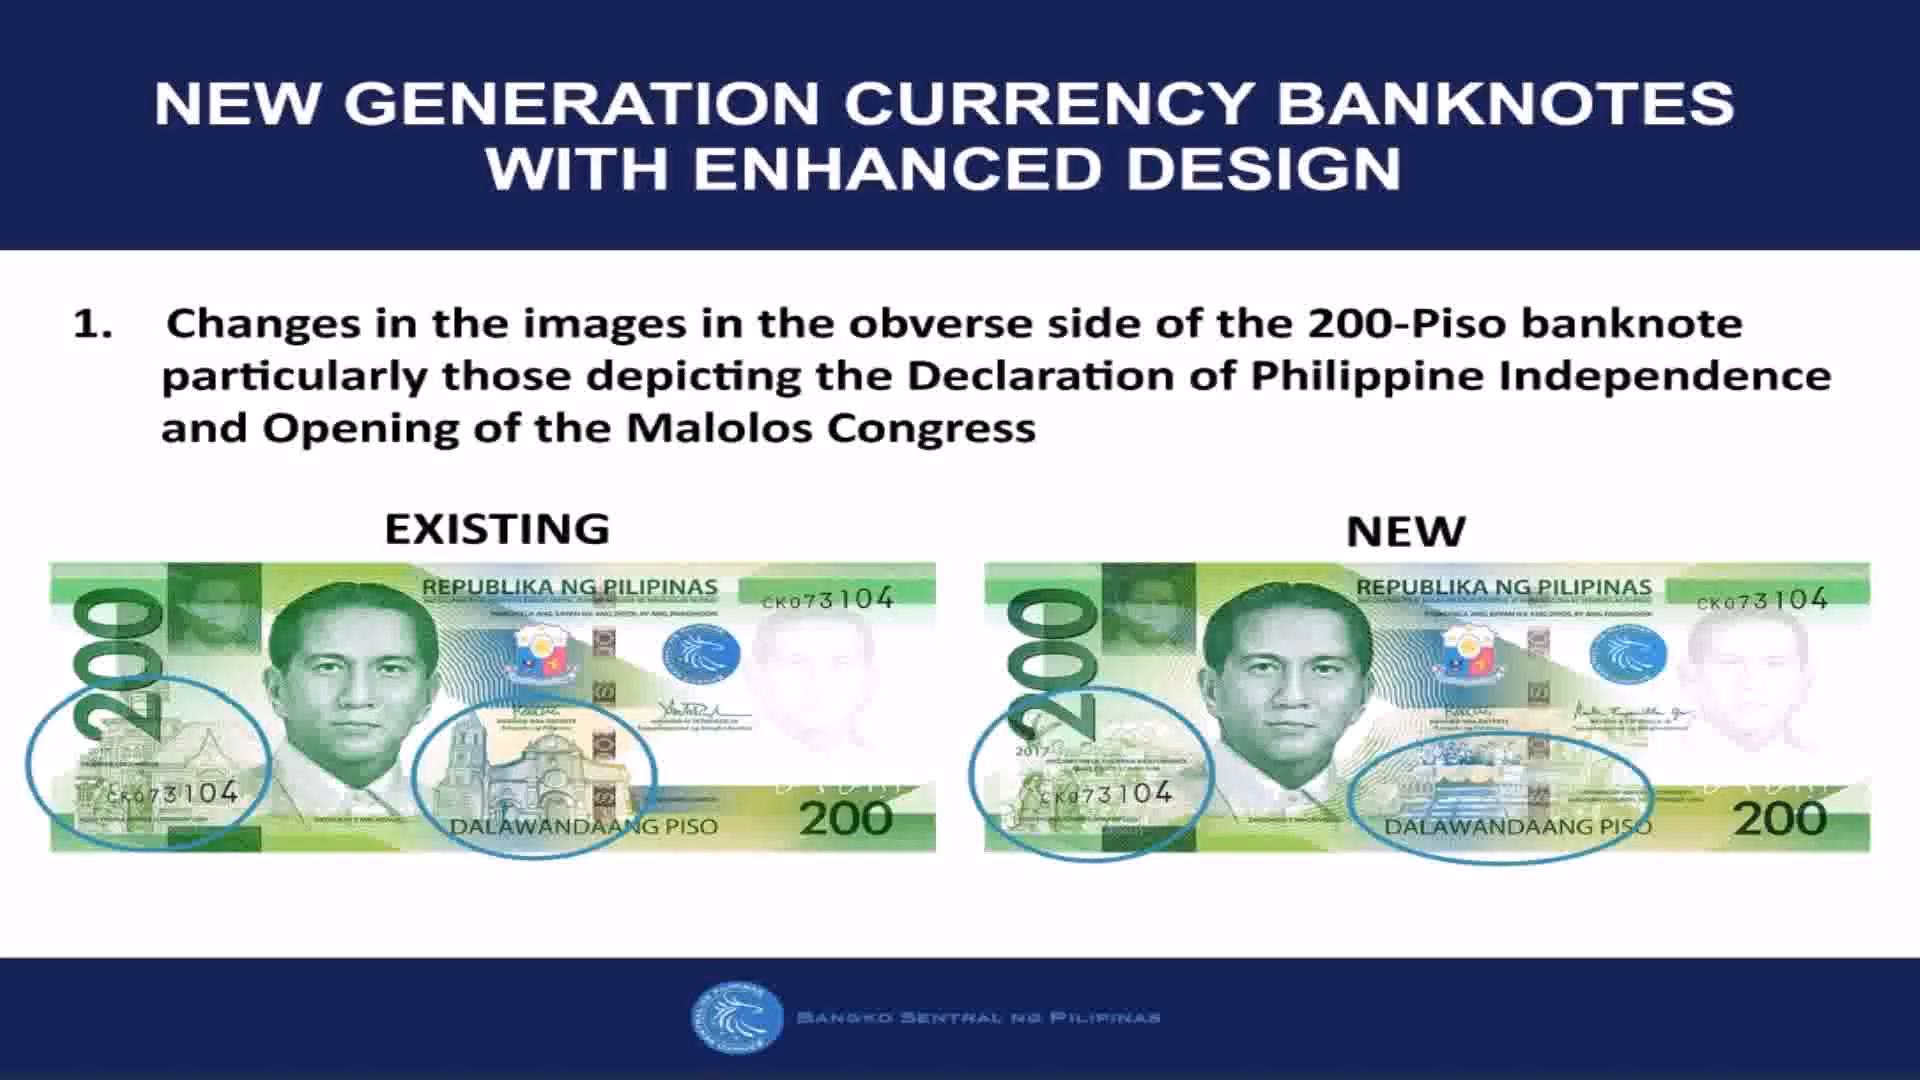 NEW GENERATION CURRENCY BANKNOTES
WITH ENHANCED DESIGN
1. Changes in the images in the obverse side of the 200-Piso banknote
particularly those depicting the Declaration of Philippine Independence
and Opening of the Malolos Congress
EXISTING
200
REPUBLIKA NG PILIPINAS
CK073104
CK073104
DALAWANDAANG PISO
200
NEW
200
REPUBLIKA NG PILIPINAS
CK073104
2017
CK073104
DALAWANDAANG PISO
200
BANGKO SENTRAL NG PILIPINAS